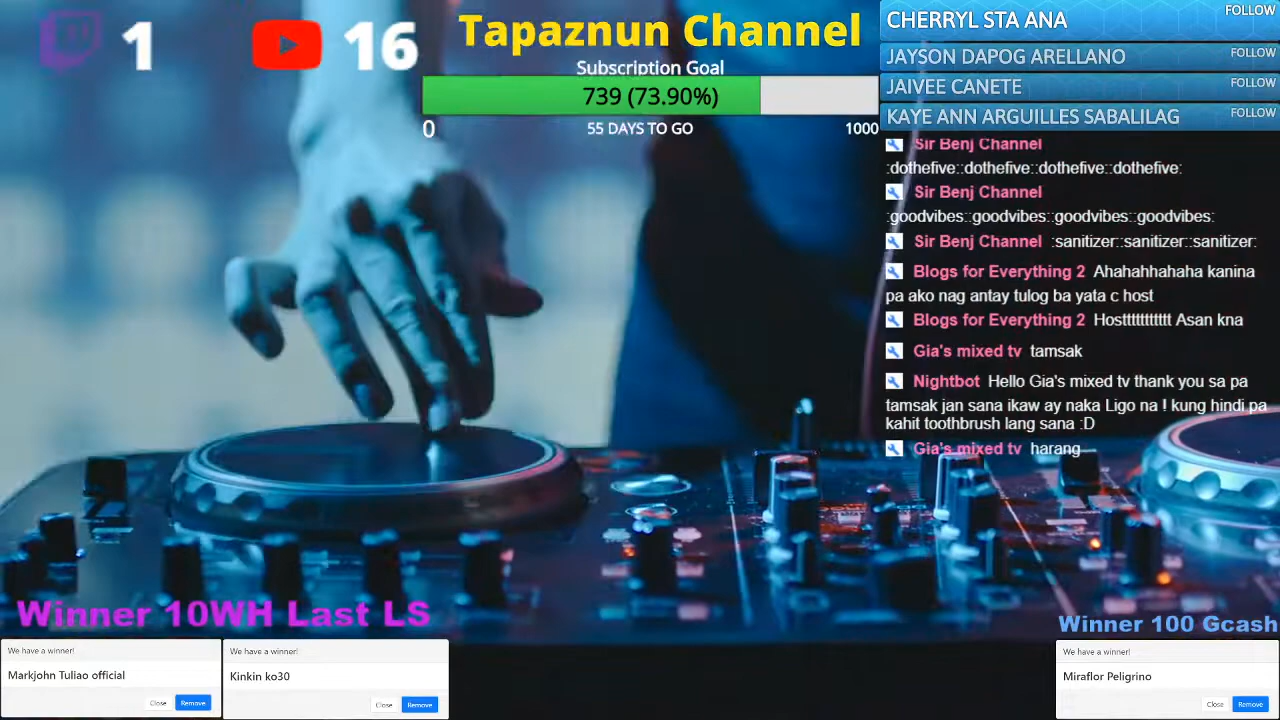 1
16
Tapaznun Channel
Subscription Goal
739 (73.90%)
0
55 DAYS TO GO
1000
CHERRYL STA ANA
FOLLOW
JAYSON DAPOG ARELLANO
FOLLOW
JAIVEE CANETE
FOLLOW
KAYE ANN ARGUILLES SABALILAG
FOLLOW
Sir Benj Channel
:dothefive::dothefive::dothefive::dothefive:
Sir Benj Channel
:goodvibes::goodvibes::goodvibes::goodvibes:
Sir Benj Channel :sanitizer::sanitizer::sanitizer:
Blogs for Everything 2 Ahahahhahaha kanina
pa ako nag antay tulog ba yata c host
Blogs for Everything 2 Hosttttttttttt Asan kna
Gia's mixed tv tamsak
Nightbot Hello Gia's mixed tv thank you sa pa
tamsak jan sana ikaw ay naka Ligo na ! kung hindi pa
kahit toothbrush lang sana :D
Gia's mixed tv harang
Winner 10WH Last LS
We have a winner!
Markjohn Tuliao official
Close Remove
We have a winner!
Kinkin ko30
Close Remove
Winner 100 Gcash
We have a winner!
Miraflor Peligrino
Close Remove